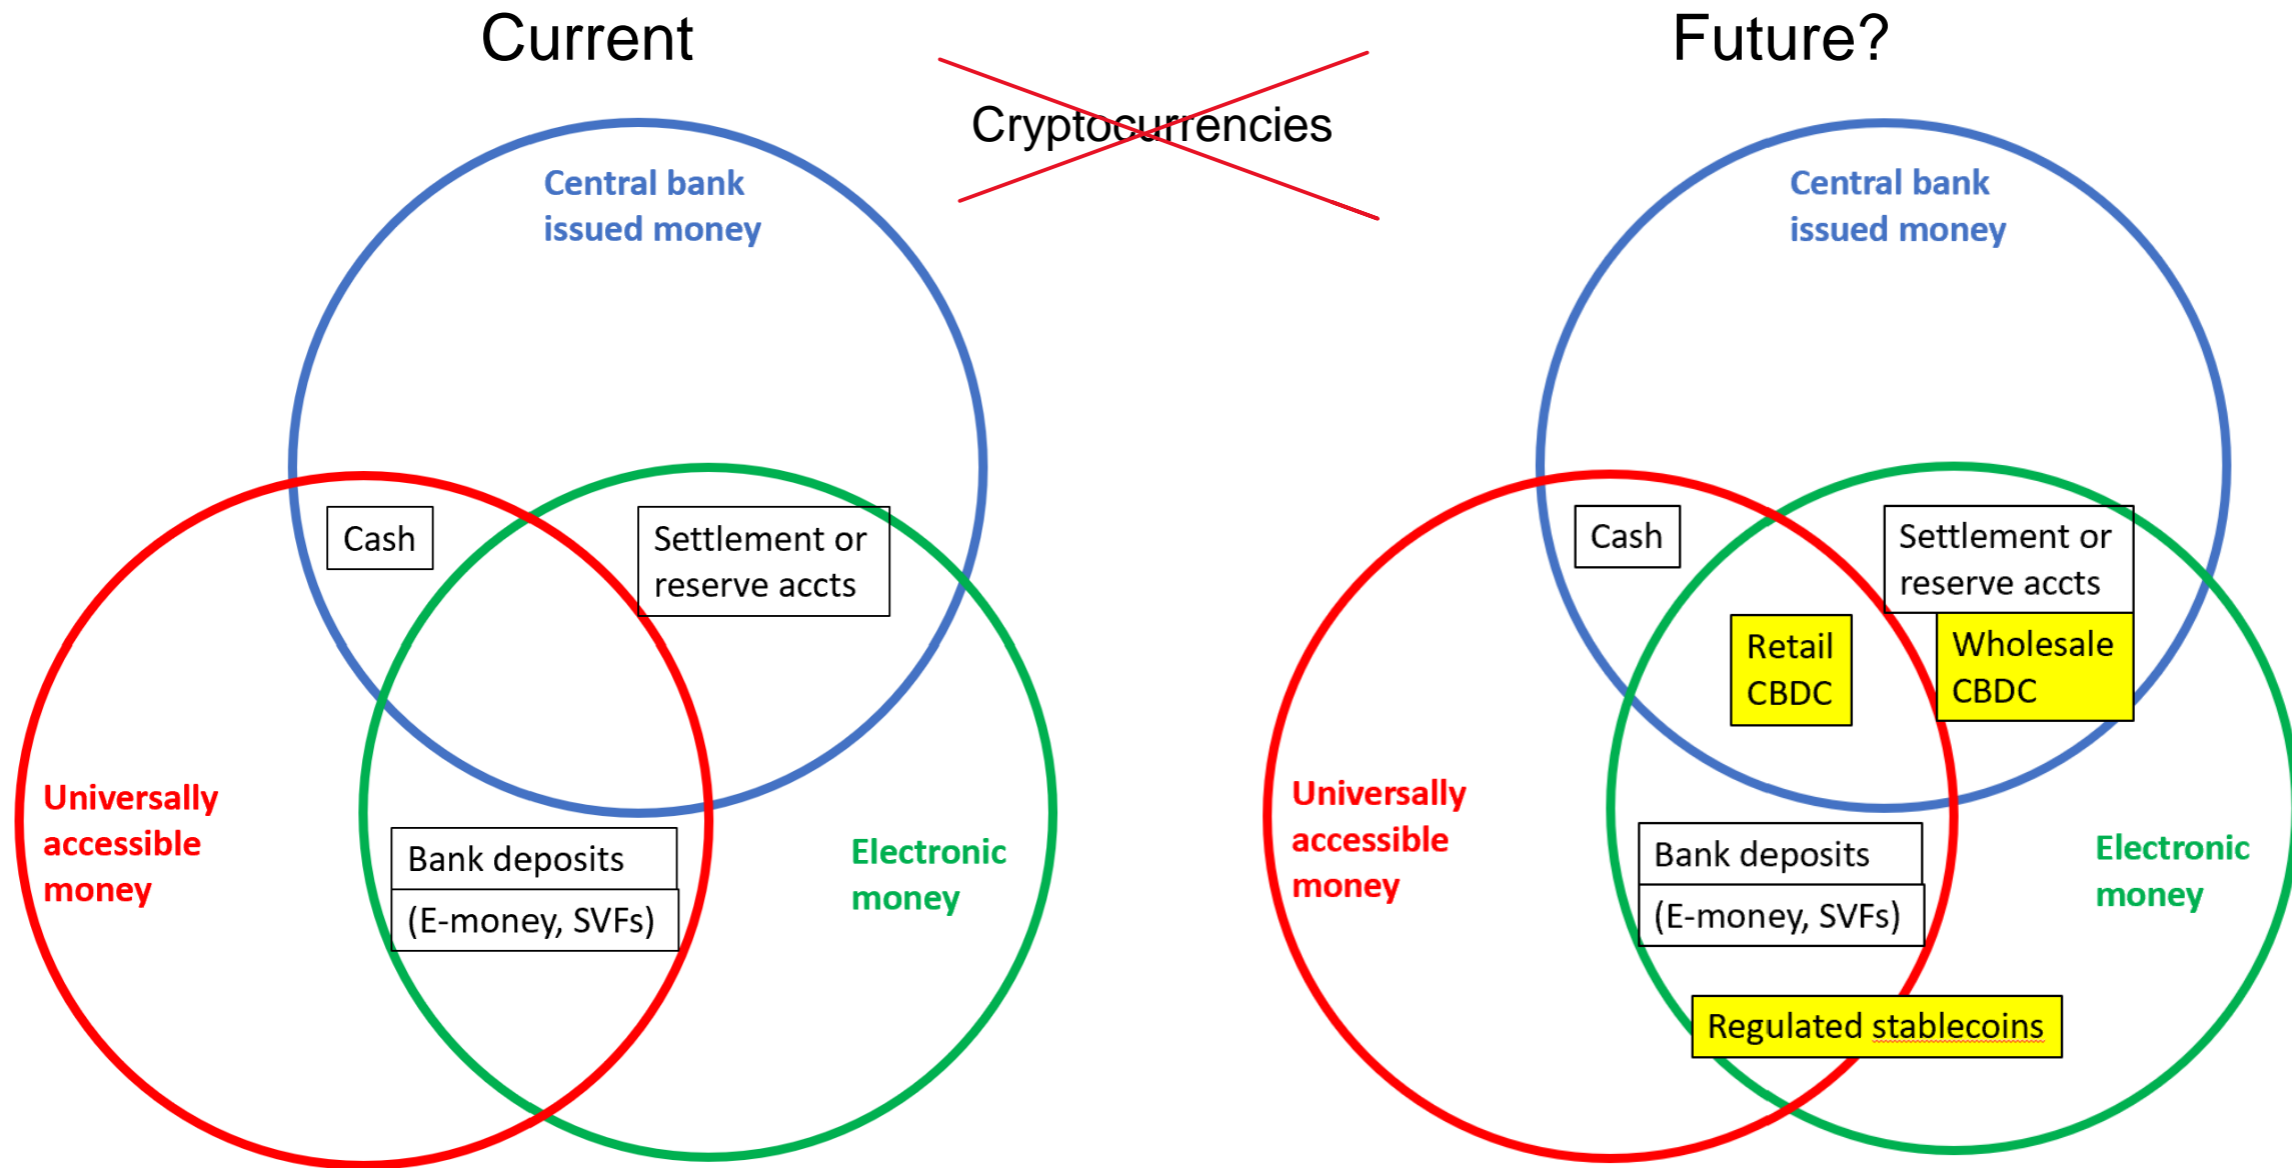 Current
Cryptocurrencies
Future?
Central bank
issued money
Cash
Settlement or
reserve accts
Universally
accessible
money
Bank deposits
(E-money, SVFs)
Electronic
money
Central bank
issued money
Cash
Settlement or
reserve accts
Retail
CBDC
Wholesale
CBDC
Universally
accessible
money
Bank deposits
(E-money, SVFs)
Electronic
money
Regulated stablecoins